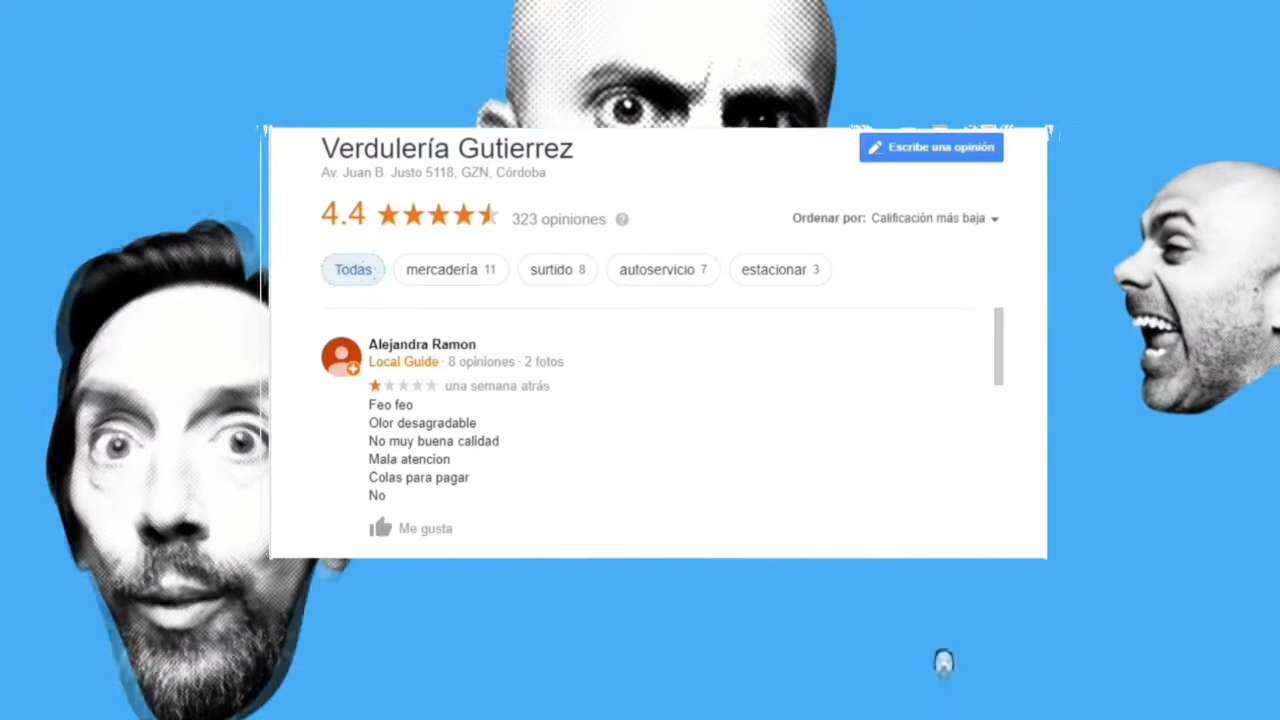 Verdulería Gutierrez
Escribe una opinión
Av. Juan B. Justo 5118, GZN, Córdoba
4.4 323 opiniones ?
Ordenar por: Calificación más baja
Todas mercadería 11 surtido 8 autoservicio 7 estacionar 3
Alejandra Ramon
Local Guide · 8 opiniones · 2 fotos
una semana atrás
Feo feo
Olor desagradable
No muy buena calidad
Mala atencion
Colas para pagar
No
Me gusta